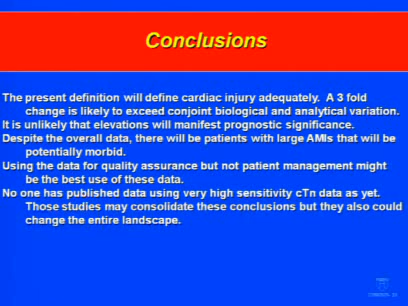 Conclusions
The present definition will define cardiac injury adequately. A 3 fold
change is likely to exceed conjoint biological and analytical variation.
It is unlikely that elevations will manifest prognostic significance.
Despite the overall data, there will be patients with large AMIs that will be
potentially morbid.
Using the data for quality assurance but not patient management might
be the best use of these data.
No one has published data using very high sensitivity cTn data as yet.
Those studies may consolidate these conclusions but they also could
change the entire landscape.